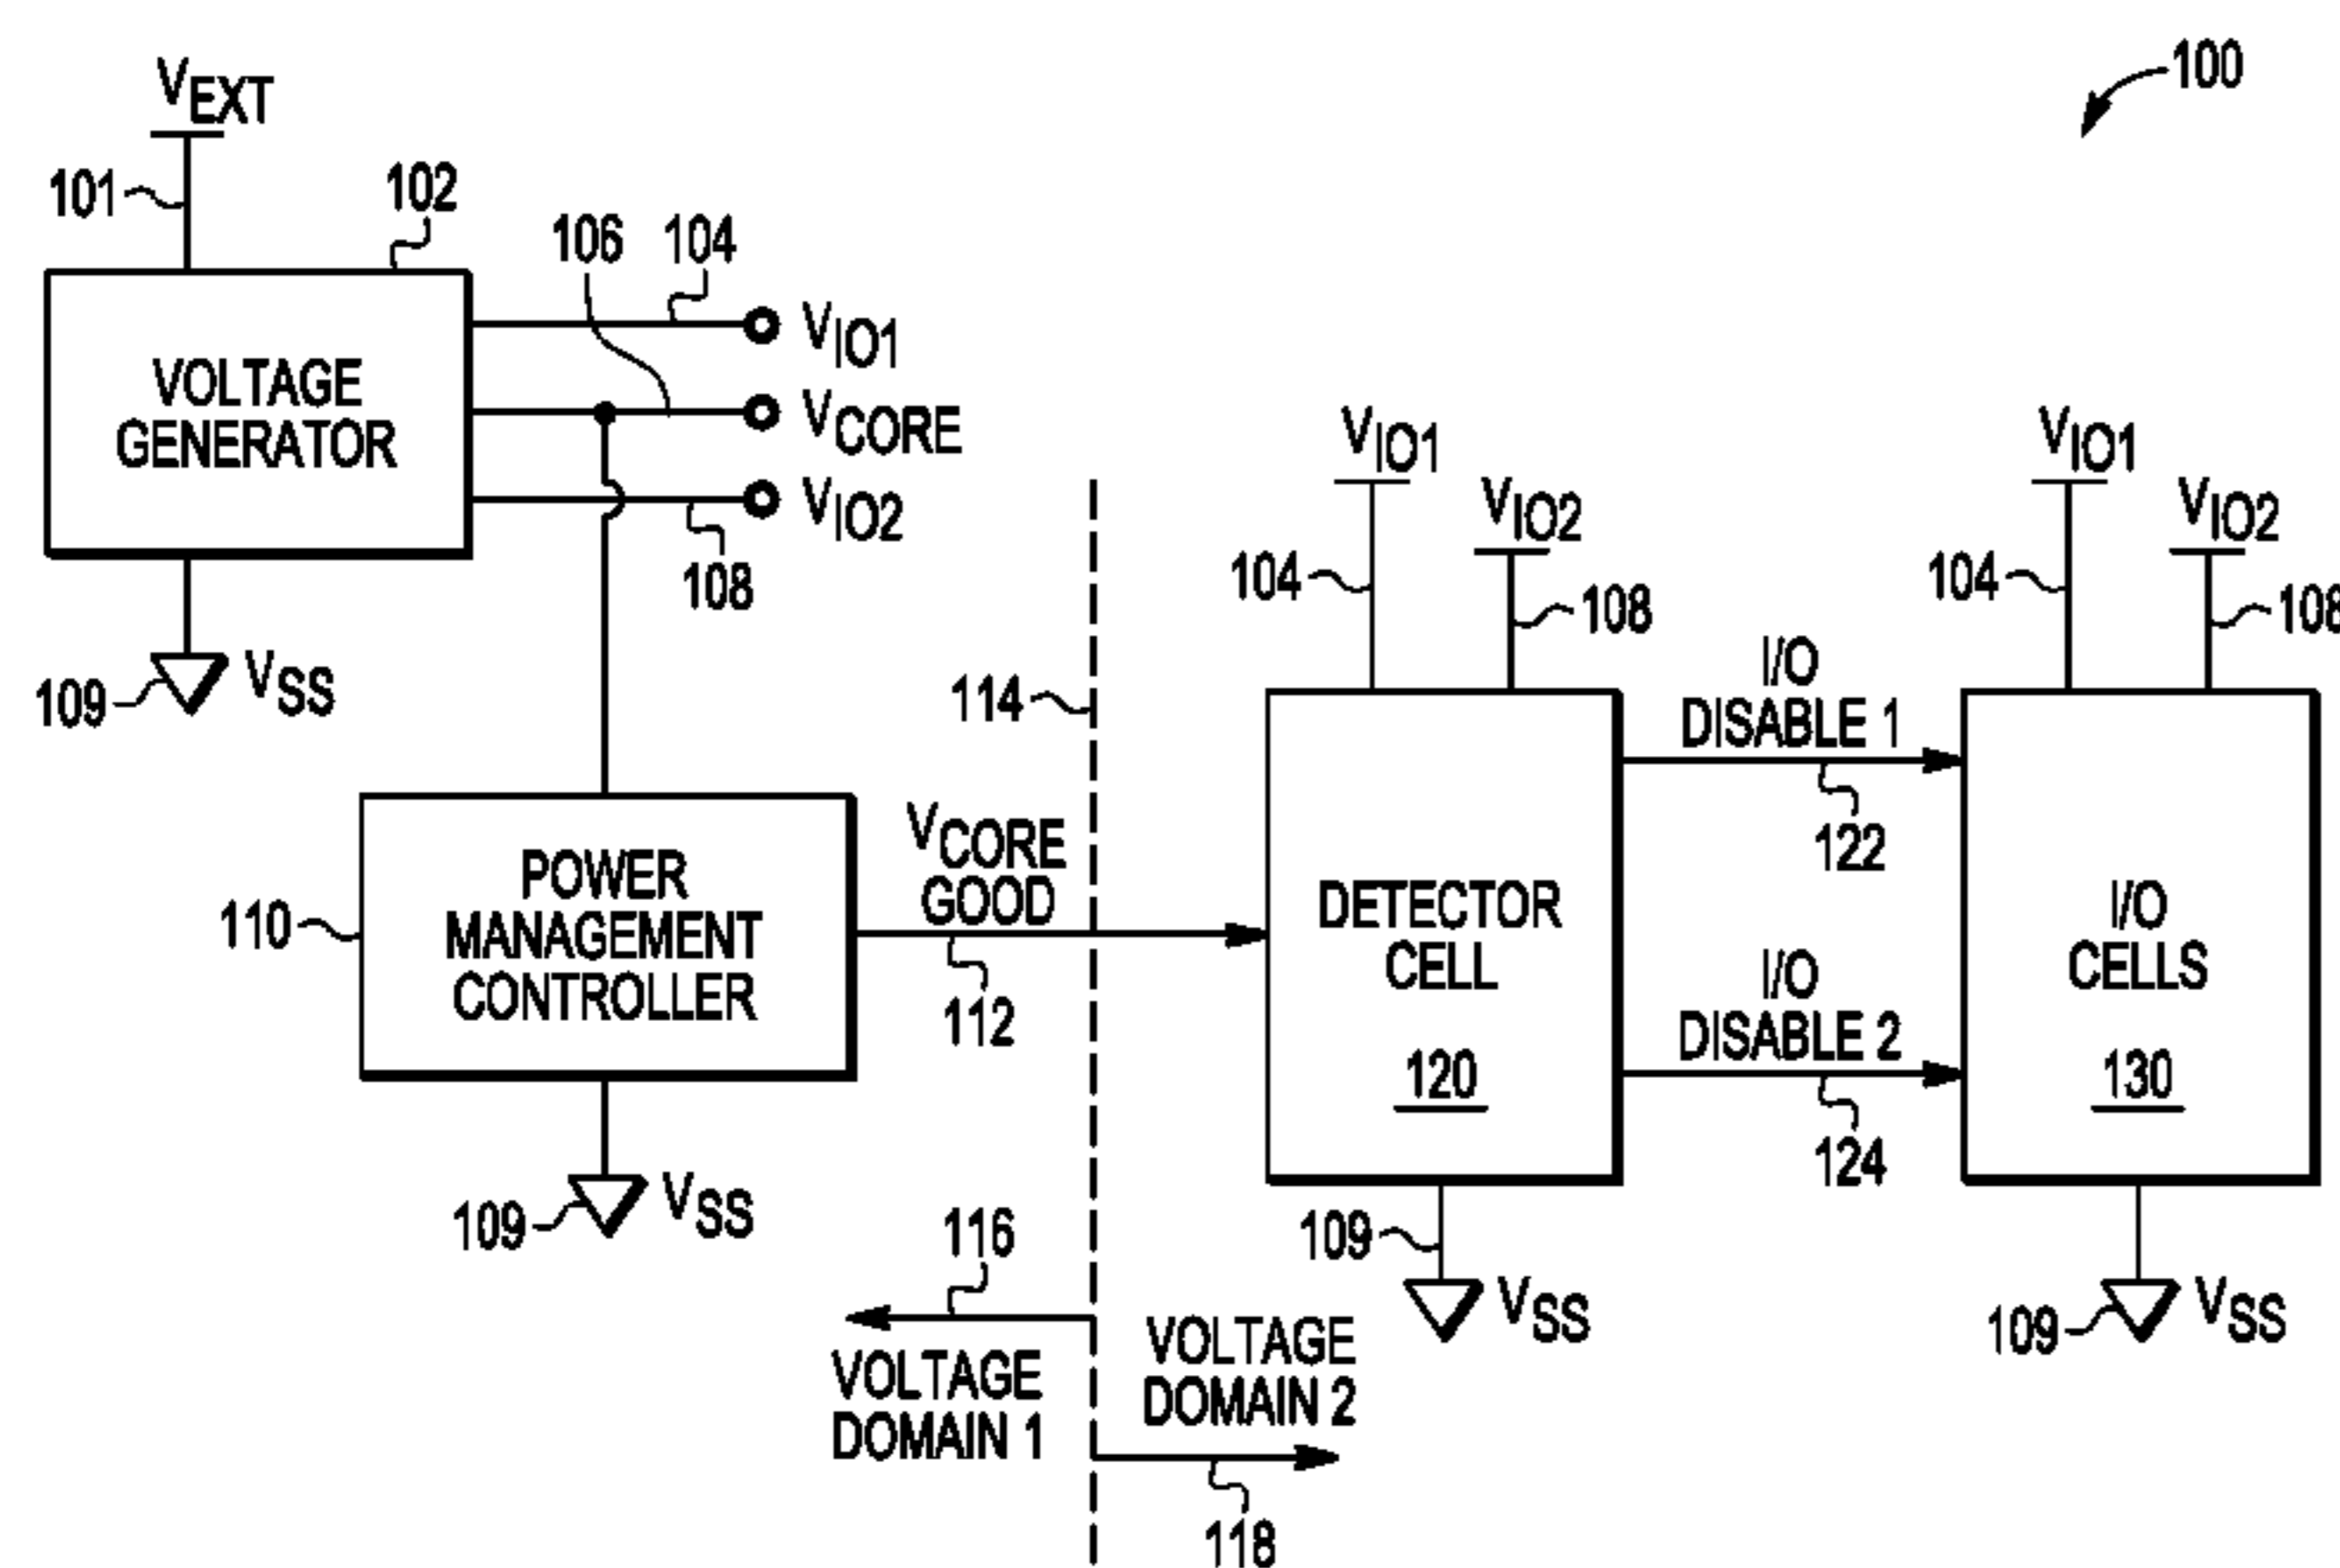 100
VEXT
101
102
106
104
VIO1
VOLTAGE
GENERATOR
VCORE
VIO2
108
109
VSS
114
VIO1
VIO2
104
108
VIO1
VIO2
104
108
I/O
DISABLE 1
122
110
POWER
MANAGEMENT
CONTROLLER
VCORE
GOOD
112
DETECTOR
CELL
120
I/O
DISABLE 2
124
I/O
CELLS
130
109
VSS
109
VSS
109
VSS
116
VOLTAGE
DOMAIN 1
VOLTAGE
DOMAIN 2
118